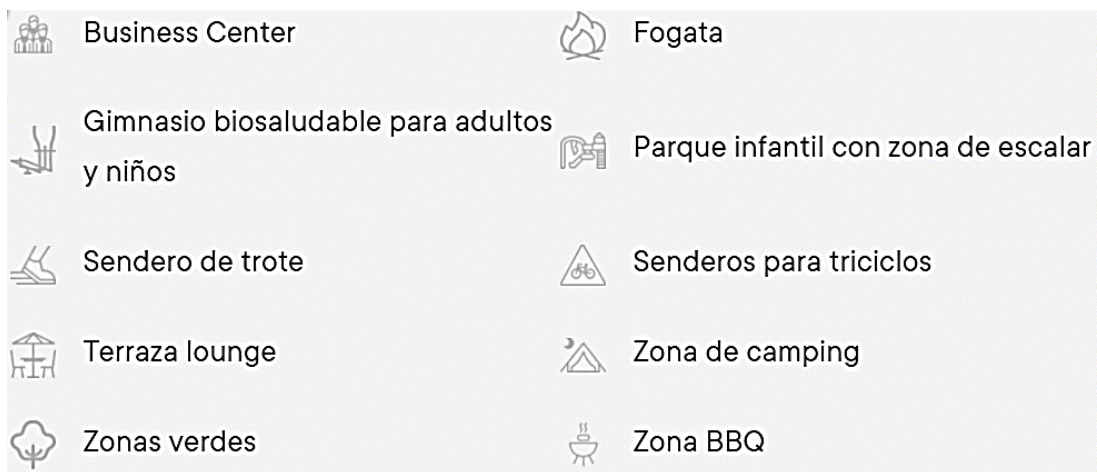 Business Center
Fogata
Gimnasio biosaludable para adultos
y niños
Parque infantil con zona de escalar
Sendero de trote
Senderos para triciclos
Terraza lounge
Zona de camping
Zonas verdes
Zona BBQ